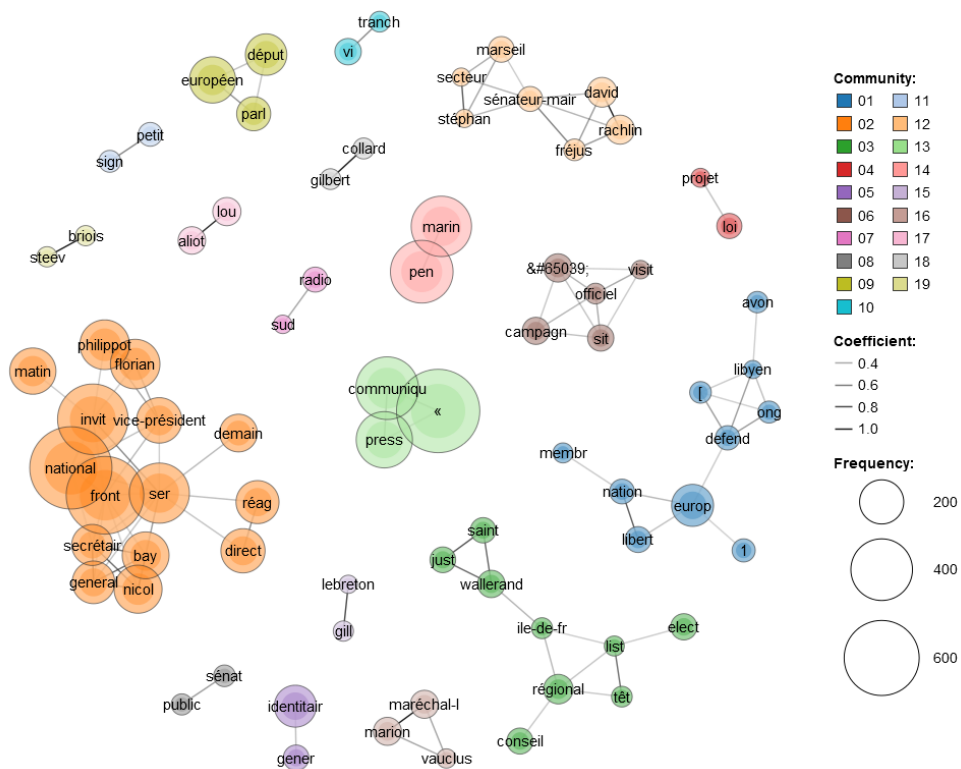 tranch
vi
déput
européen
parl
marseil
secteur
sénateur-mair
stéphan
david
rachlin
fréjus
petit
sign
collard
gilbert
projet
loi
lou
aliot
briois
steev
marin
pen
radio
sud
&#65039;
visit
officiel
campagn
sit
avon
libyen
[
ong
defend
membr
nation
europ
libert
1
philippot
florian
matin
invit
vice-président
demain
national
front
ser
réag
secrétair
bay
direct
general
nicol
communiqu
«
press
saint
just
wallerand
ile-de-fr
list
elect
régional
têt
conseil
lebreton
gill
sénat
public
identitair
gener
maréchal-l
marion
vauclus
Community:
01 11
02 12
03 13
04 14
05 15
06 16
07 17
08 18
09 19
10
Coefficient:
0.4
0.6
0.8
1.0
Frequency:
200
400
600